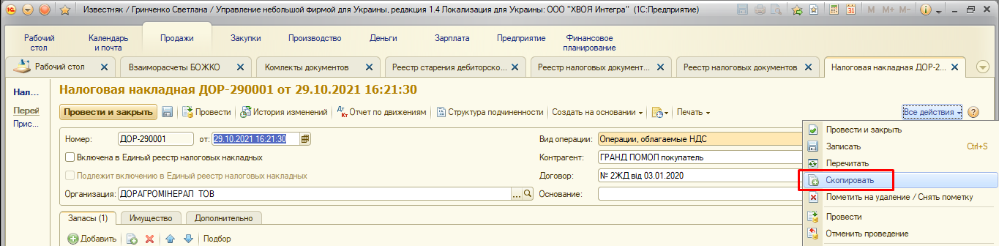 Известняк / Гринченко Светлана / Управление небольшой фирмой для Украины, редакция 1.4 Локализация для Украины: ООО "ХВОЯ Интегра" (1С:Предприятие)
M M+ M-
Рабочий стол
Календарь и почта
Продажи
Закупки
Производство
Деньги
Зарплата
Предприятие
Финансовое планирование
Рабочий стол
Взаиморасчеты БОЖКО
Комлекты документов
Реестр старения дебиторско...
Реестр налоговых документ...
Реестр налоговых документов
Налоговая накладная ДОР-2...
Нал...
Перей
Прис...
Налоговая накладная ДОР-290001 от 29.10.2021 16:21:30
Провести и закрыть
Провести
История изменений
Дт Кт Отчет по движениям
Структура подчиненности
Создать на основании
Печать
Все действия
Номер: ДОР-290001 от: 29.10.2021 16:21:30
Вид операции: Операции, облагаемые НДС
Включена в Единый реестр налоговых накладных
Контрагент: ГРАНД ПОМОЛ покупатель
Подлежит включению в Единый реестр налоговых накладных
Договор: № 2ЖД від 03.01.2020
Организация: ДОРАГРОМІНЕРАЛ ТОВ
Основание:
Запасы (1)
Имущество
Дополнительно
Добавить
Подбор
Провести и закрыть
Записать Ctrl+S
Перечитать
Скопировать
Пометить на удаление / Снять пометку
Провести
Отменить проведение